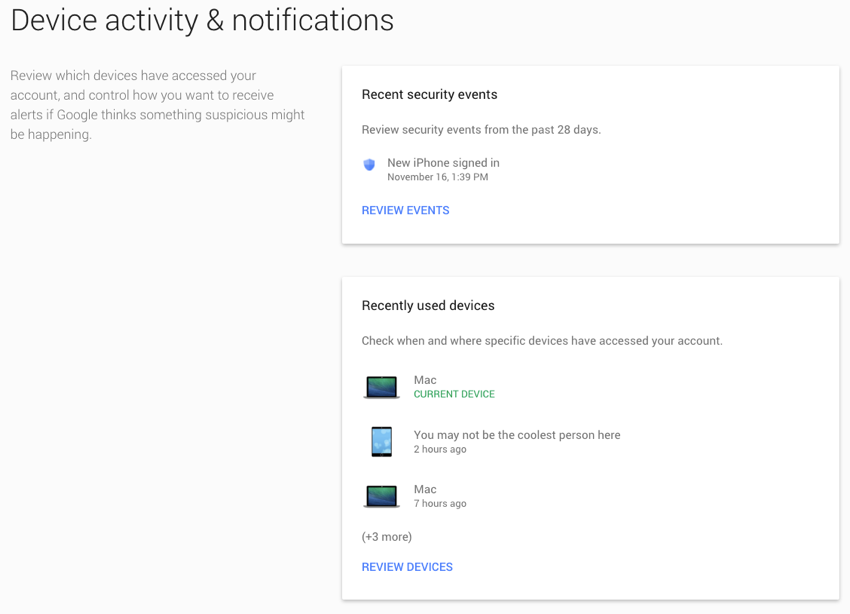 Device activity & notifications
Review which devices have accessed your
account, and control how you want to receive
alerts if Google thinks something suspicious might
be happening.
Recent security events
Review security events from the past 28 days.
New iPhone signed in
November 16, 1:39 PM
REVIEW EVENTS
Recently used devices
Check when and where specific devices have accessed your account.
Mac
CURRENT DEVICE
You may not be the coolest person here
2 hours ago
Mac
7 hours ago
(+3 more)
REVIEW DEVICES